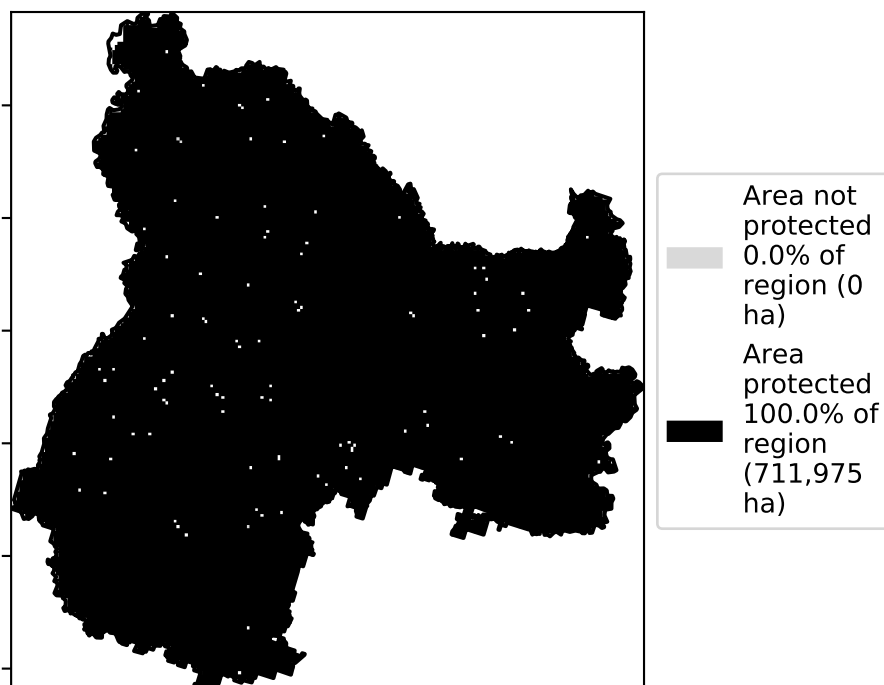 Area not
protected
0.0% of
region (0
ha)
Area
protected
100.0% of
region
(711,975
ha)